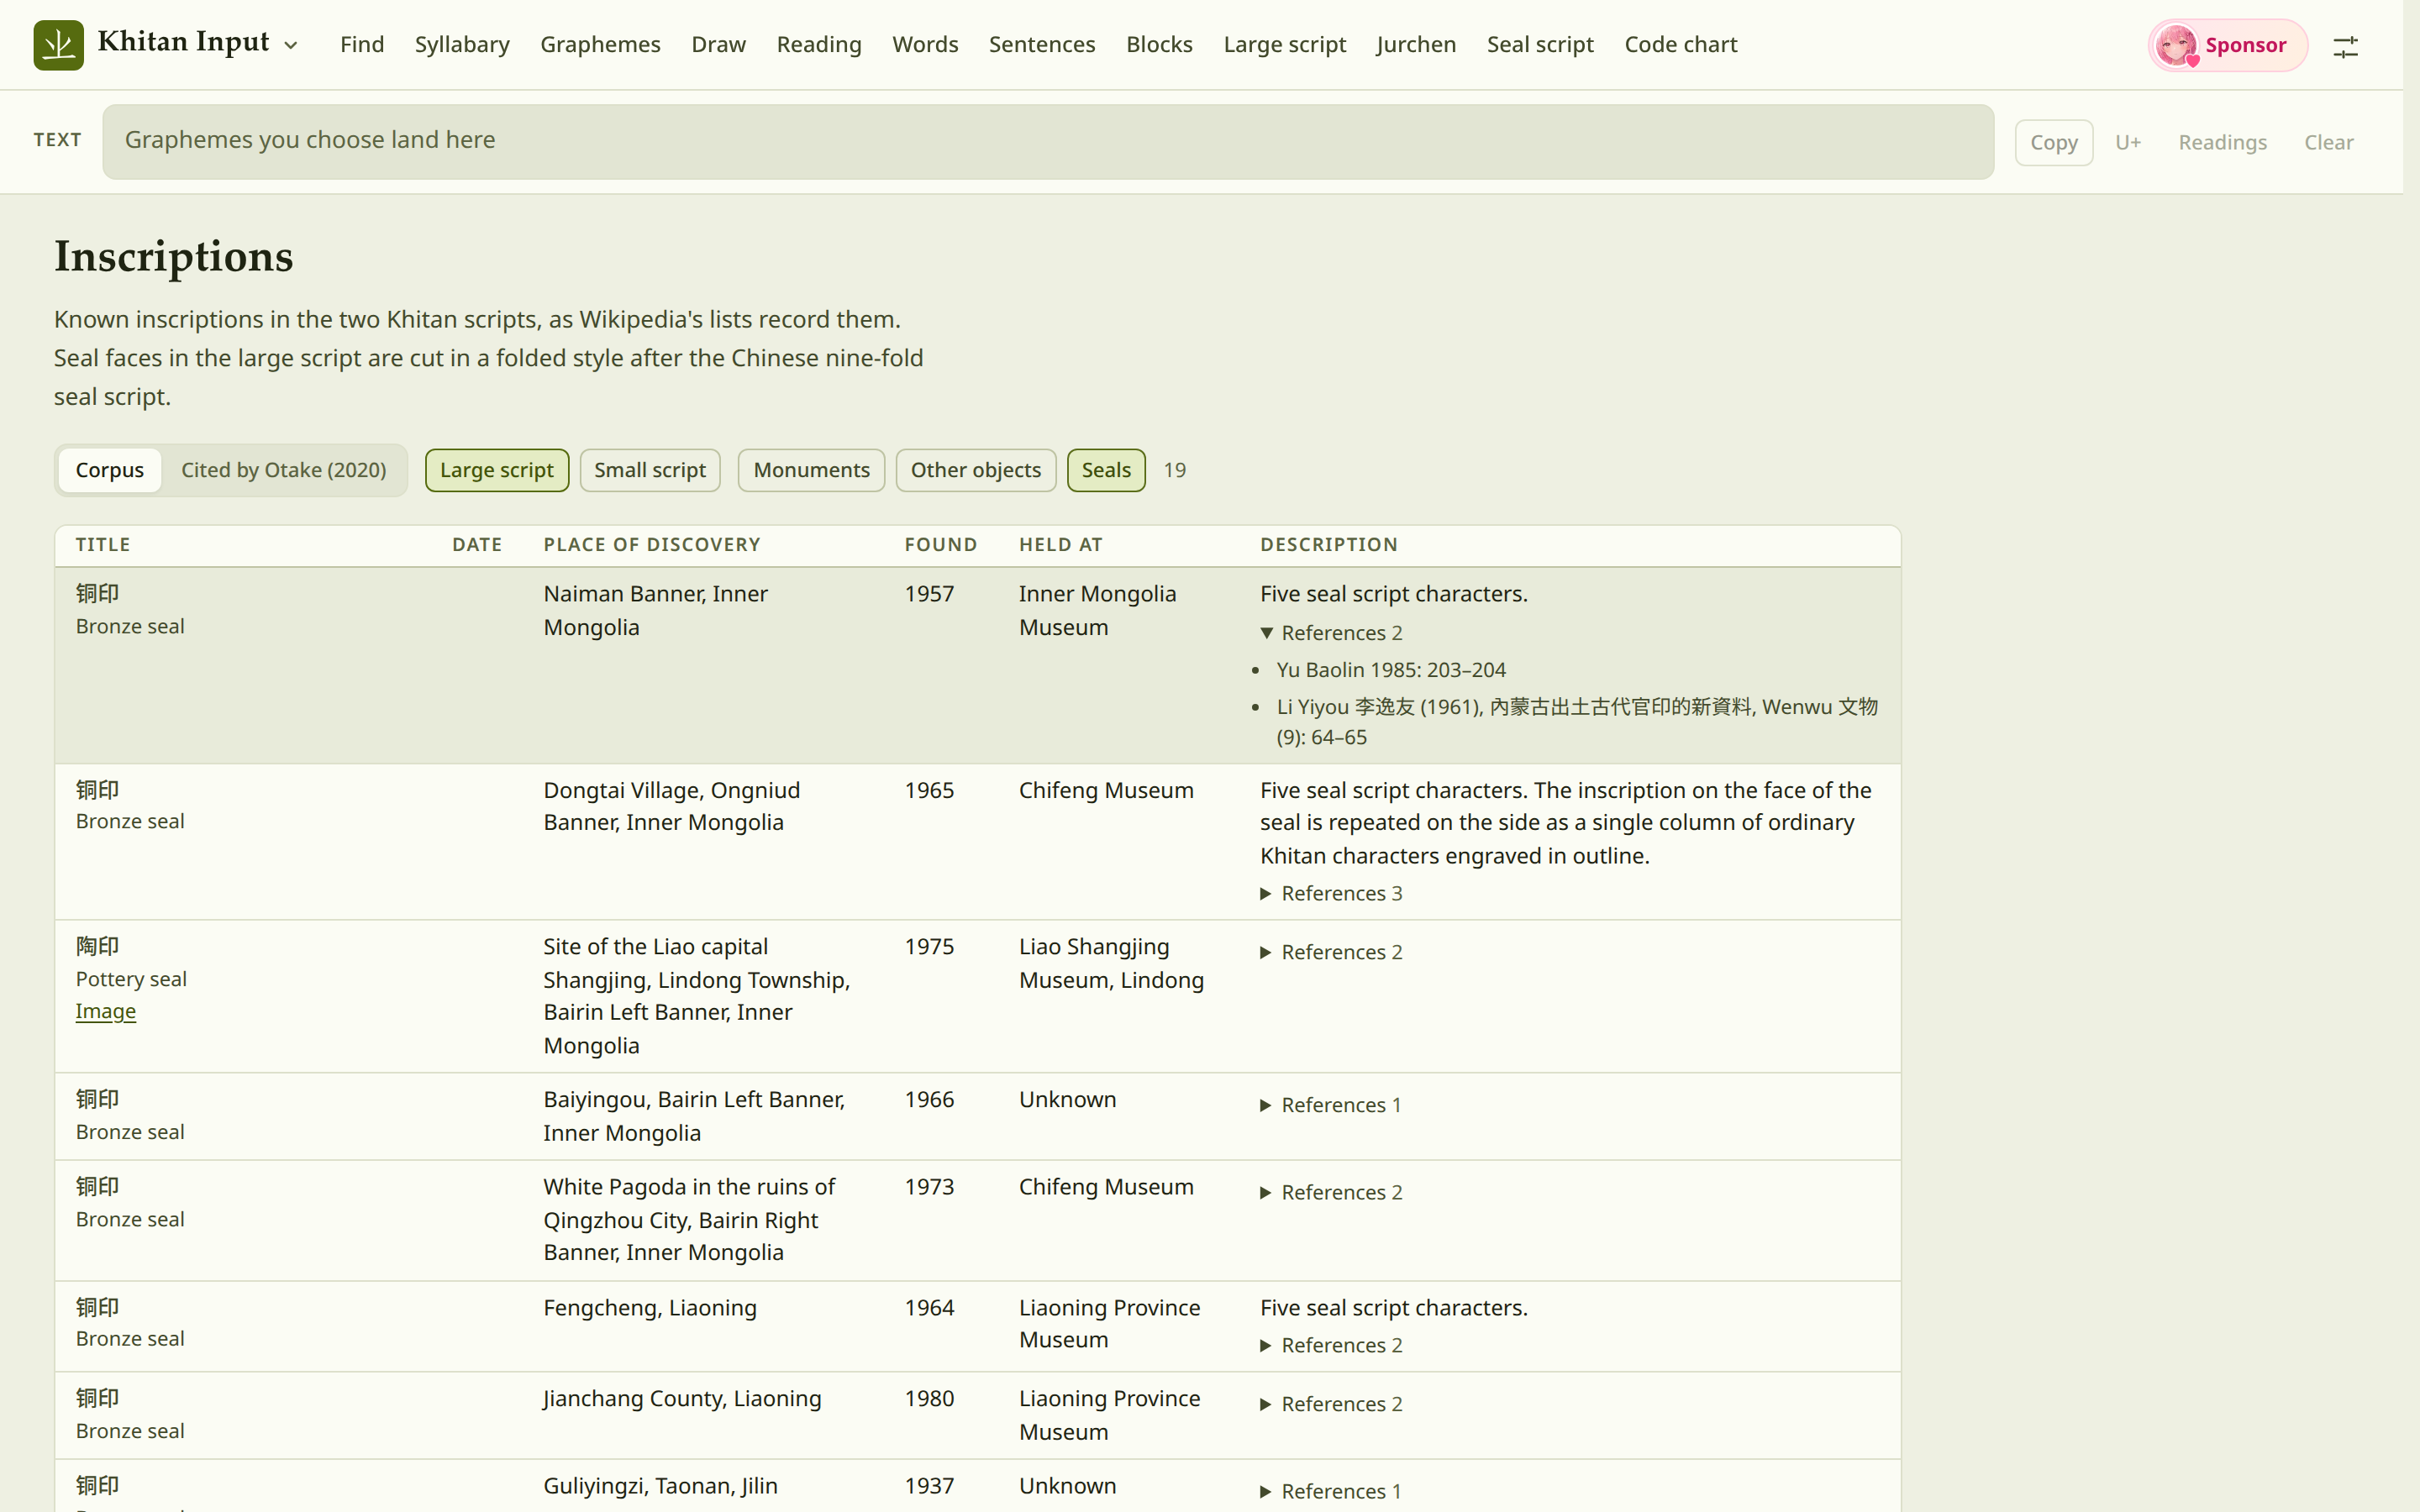 Khitan Input
Find
Syllabary
Graphemes
Draw
Reading
Words
Sentences
Blocks
Large script
Jurchen
Seal script
Code chart
Sponsor
TEXT
Graphemes you choose land here
Copy
U+
Readings
Clear
Inscriptions
Known inscriptions in the two Khitan scripts, as Wikipedia's lists record them.
Seal faces in the large script are cut in a folded style after the Chinese nine-fold
seal script.
Corpus
Cited by Otake (2020)
Large script
Small script
Monuments
Other objects
Seals
19
TITLE
DATE
PLACE OF DISCOVERY
FOUND
HELD AT
DESCRIPTION
铜印
Bronze seal
Naiman Banner, Inner
Mongolia
1957
Inner Mongolia
Museum
Five seal script characters.
▼ References 2
• Yu Baolin 1985: 203–204
• Li Yiyou 李逸友 (1961), 內蒙古出土古代官印的新資料, Wenwu 文物
(9): 64–65
铜印
Bronze seal
Dongtai Village, Ongniud
Banner, Inner Mongolia
1965
Chifeng Museum
Five seal script characters. The inscription on the face of the
seal is repeated on the side as a single column of ordinary
Khitan characters engraved in outline.
▶ References 3
陶印
Pottery seal
Image
Site of the Liao capital
Shangjing, Lindong Township,
Bairin Left Banner, Inner
Mongolia
1975
Liao Shangjing
Museum, Lindong
▶ References 2
铜印
Bronze seal
Baiyingou, Bairin Left Banner,
Inner Mongolia
1966
Unknown
▶ References 1
铜印
Bronze seal
White Pagoda in the ruins of
Qingzhou City, Bairin Right
Banner, Inner Mongolia
1973
Chifeng Museum
▶ References 2
铜印
Bronze seal
Fengcheng, Liaoning
1964
Liaoning Province
Museum
Five seal script characters.
▶ References 2
铜印
Bronze seal
Jianchang County, Liaoning
1980
Liaoning Province
Museum
▶ References 2
铜印
Guliyingzi, Taonan, Jilin
1937
Unknown
▶ References 1